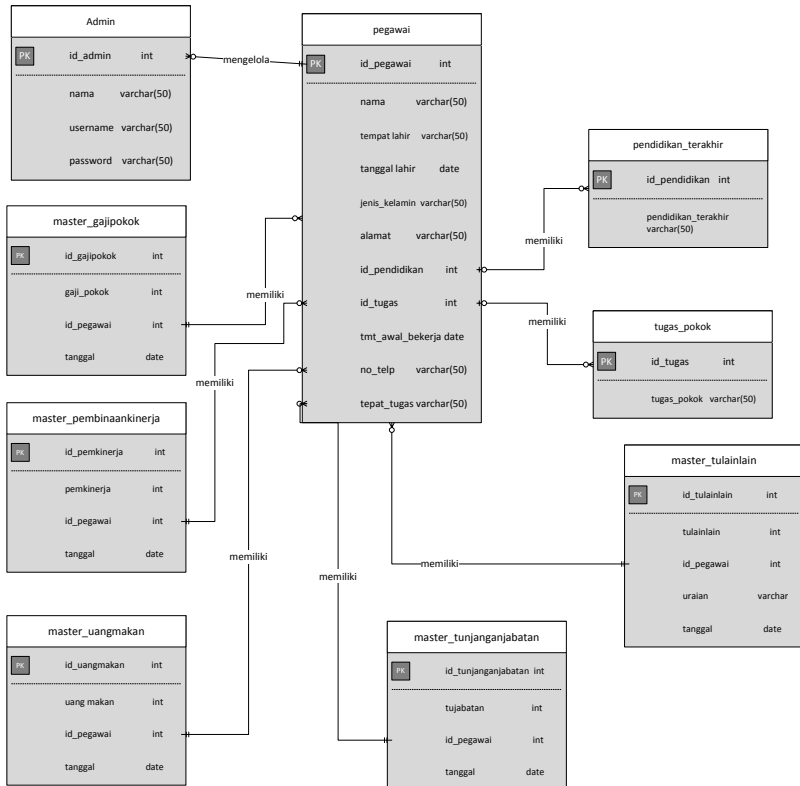 Admin
PK id_admin int
nama varchar(50)
username varchar(50)
password varchar(50)
mengelola
pegawai
PK id_pegawai int
nama varchar(50)
tempat lahir varchar(50)
tanggal lahir date
jenis_kelamin varchar(50)
alamat varchar(50)
id_pendidikan int
id_tugas int
tmt_awal_bekerja date
no_telp varchar(50)
tepat_tugas varchar(50)
pendidikan_terakhir
PK id_pendidikan int
pendidikan_terakhir
varchar(50)
memiliki
tugas_pokok
PK id_tugas int
tugas_pokok varchar(50)
memiliki
master_gajipokok
PK id_gajipokok int
gaji_pokok int
id_pegawai int
tanggal date
memiliki
master_pembinaankinerja
PK id_pemkinerja int
pemkinerja int
id_pegawai int
tanggal date
memiliki
master_uangmakan
PK id_uangmakan int
uang makan int
id_pegawai int
tanggal date
memiliki
master_tunjanganjabatan
PK id_tunjanganjabatan int
tujabatan int
id_pegawai int
tanggal date
memiliki
master_tulainlain
PK id_tulainlain int
tulainlain int
id_pegawai int
uraian varchar
tanggal date
memiliki